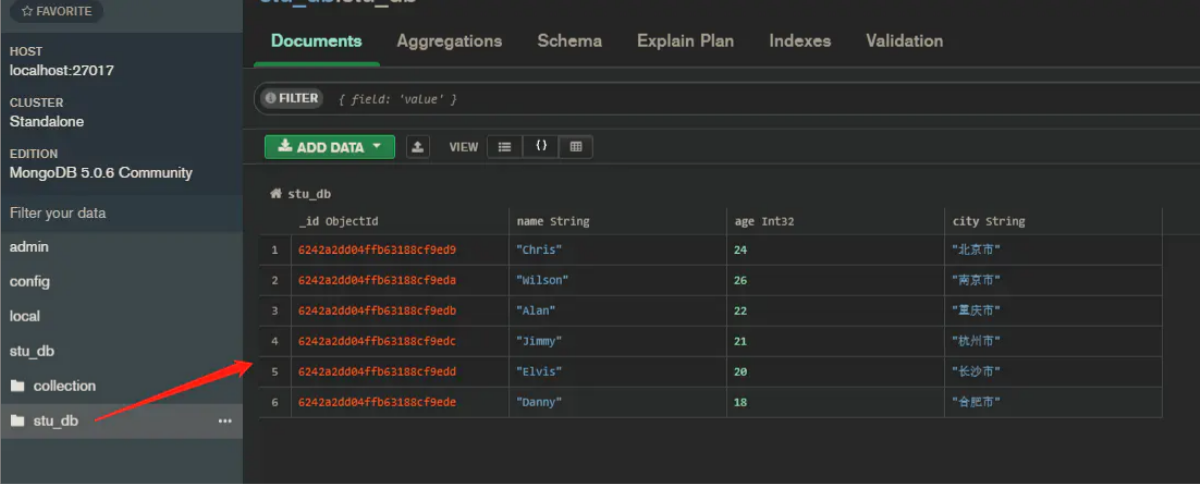 FAVORITE
HOST
localhost:27017
CLUSTER
Standalone
EDITION
MongoDB 5.0.6 Community
Filter your data
admin
config
local
stu_db
collection
stu_db
stu_db.stu_db
Documents Aggregations Schema Explain Plan Indexes Validation
FILTER { field: 'value' }
ADD DATA VIEW {}
stu_db
_id ObjectId name String age Int32 city String
1 6242a2dd04ffb63188cf9ed9 "Chris" 24 "北京市"
2 6242a2dd04ffb63188cf9eda "Wilson" 26 "南京市"
3 6242a2dd04ffb63188cf9edb "Alan" 22 "重庆市"
4 6242a2dd04ffb63188cf9edc "Jimmy" 21 "杭州市"
5 6242a2dd04ffb63188cf9edd "Elvis" 20 "长沙市"
6 6242a2dd04ffb63188cf9ede "Danny" 18 "合肥市"